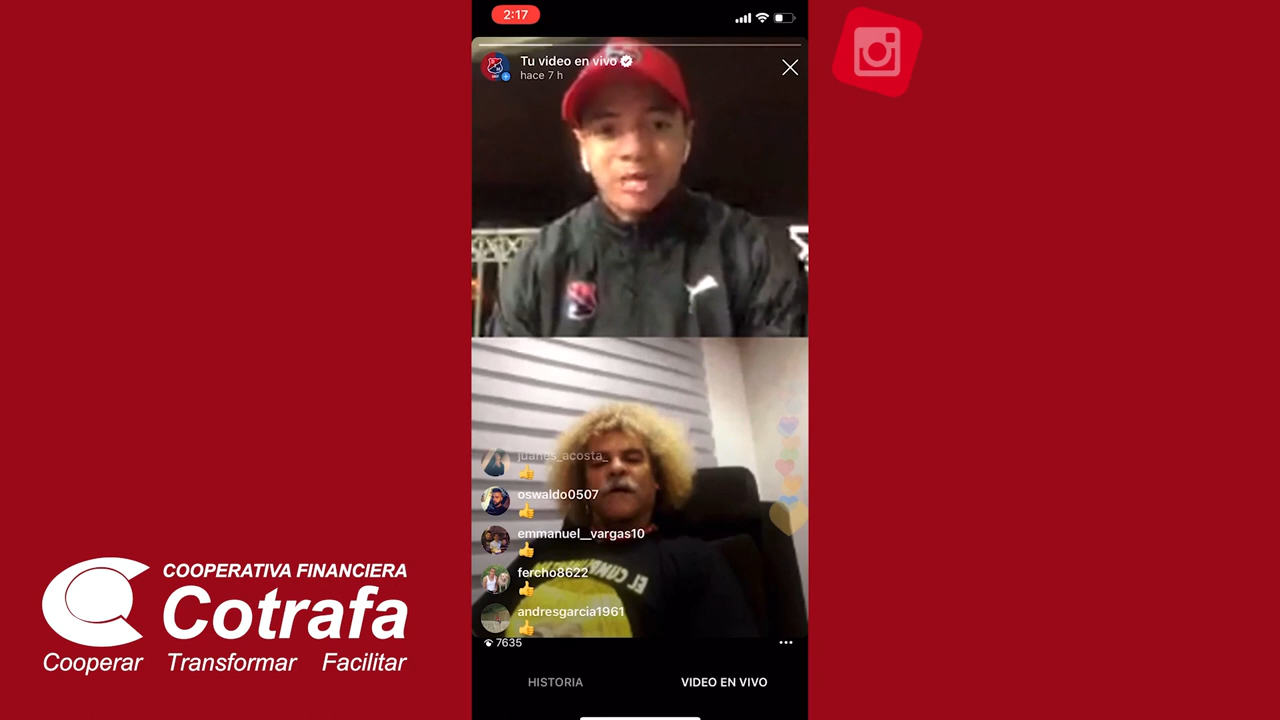 2:17
Tu video en vivo
hace 7 h
juanes_acosta_
oswaldo0507
emmanuel__vargas10
fercho8622
andresgarcia1961
7635
HISTORIA
VIDEO EN VIVO
COOPERATIVA FINANCIERA
Cotrafa
Cooperar Transformar Facilitar